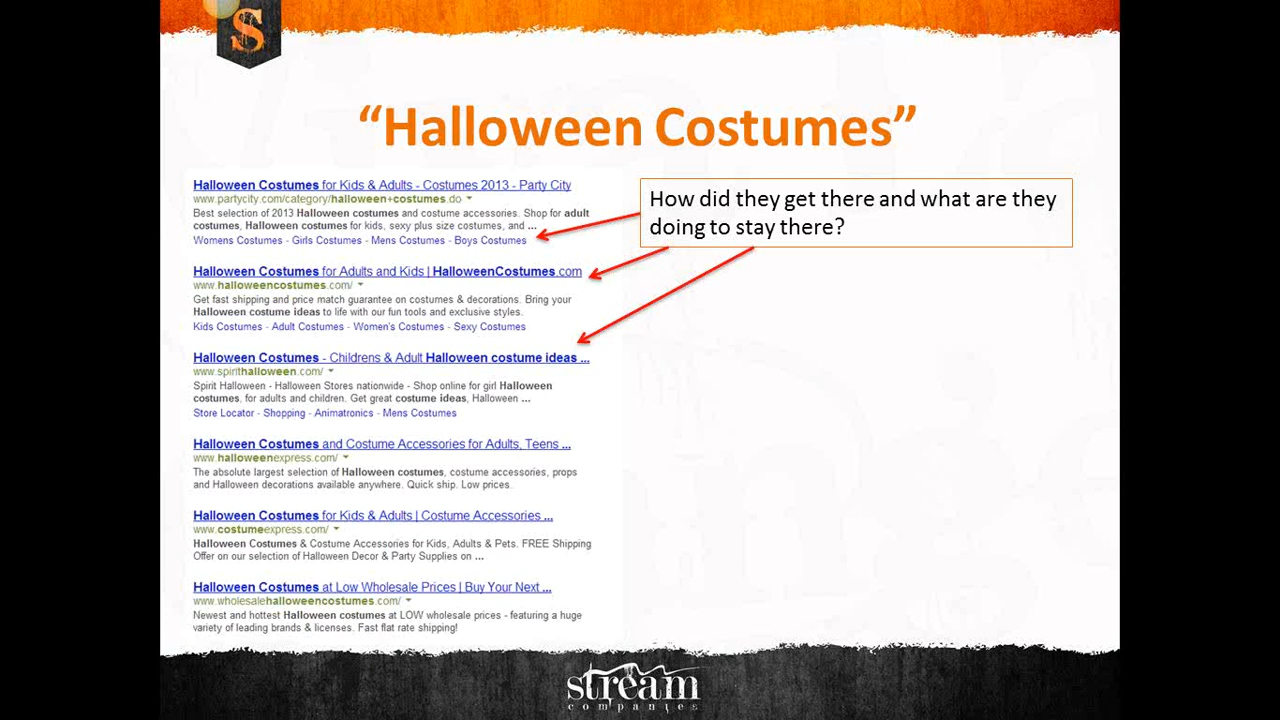 S
“Halloween Costumes”
Halloween Costumes for Kids & Adults - Costumes 2013 - Party City
www.partycity.com/category/halloween+costumes.do
Best selection of 2013 Halloween costumes and costume accessories. Shop for adult
costumes, Halloween costumes for kids, sexy plus size costumes, and ...
Womens Costumes - Girls Costumes - Mens Costumes - Boys Costumes
How did they get there and what are they
doing to stay there?
Halloween Costumes for Adults and Kids | HalloweenCostumes.com
www.halloweencostumes.com/
Get fast shipping and price match guarantee on costumes & decorations. Bring your
Halloween costume ideas to life with our fun tools and exclusive styles.
Kids Costumes - Adult Costumes - Women's Costumes - Sexy Costumes
Halloween Costumes - Childrens & Adult Halloween costume ideas ...
www.spirithalloween.com/
Spirit Halloween - Halloween Stores nationwide - Shop online for girl Halloween
costumes, for adults and children. Get great costume ideas, Halloween ...
Store Locator - Shopping - Animatronics - Mens Costumes
Halloween Costumes and Costume Accessories for Adults, Teens ...
www.halloweenexpress.com/
The absolute largest selection of Halloween costumes, costume accessories, props
and Halloween decorations available anywhere. Quick ship. Low prices.
Halloween Costumes for Kids & Adults | Costume Accessories ...
www.costumeexpress.com/
Halloween Costumes & Costume Accessories for Kids, Adults & Pets. FREE Shipping
Offer on our selection of Halloween Decor & Party Supplies on ...
Halloween Costumes at Low Wholesale Prices | Buy Your Next ...
www.wholesalehalloweencostumes.com/
Newest and hottest Halloween costumes at LOW wholesale prices - featuring a huge
variety of leading brands & licenses. Fast flat rate shipping!
stream
companies